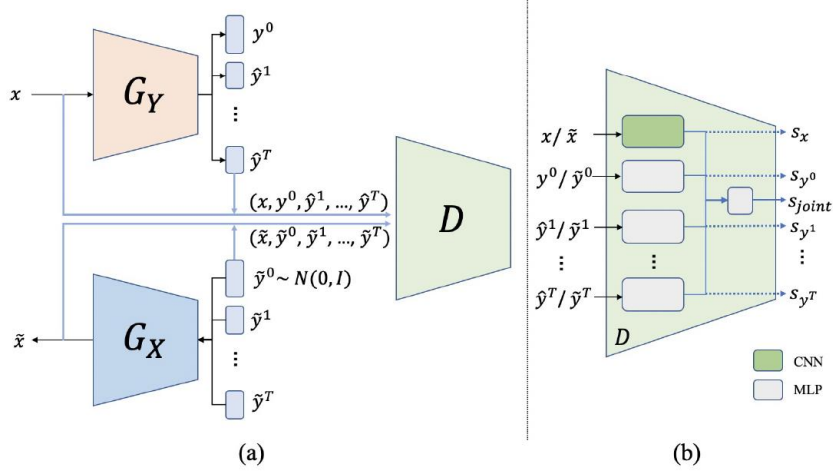 x
G_Y
y^0
ŷ^1
...
ŷ^T
(x, y^0, ŷ^1, ..., ŷ^T)
(x̃, ỹ^0, ỹ^1, ..., ỹ^T)
D
x̃
G_X
ỹ^0~ N(0, I)
ỹ^1
...
ỹ^T
(a)
x/ x̃
y^0/ ỹ^0
ŷ^1/ ỹ^1
...
ŷ^T/ ỹ^T
...
D
s_x
s_{y^0}
s_{joint}
s_{y^1}
...
s_{y^T}
CNN
MLP
(b)